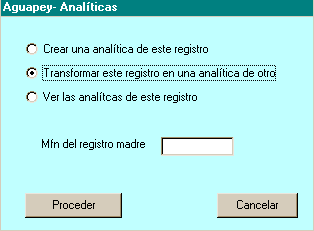 Aguapey- Analíticas
Crear una analítica de este registro
Transformar este registro en una analítica de otro
Ver las analítcas de este registro
Mfn del registro madre
Proceder
Cancelar